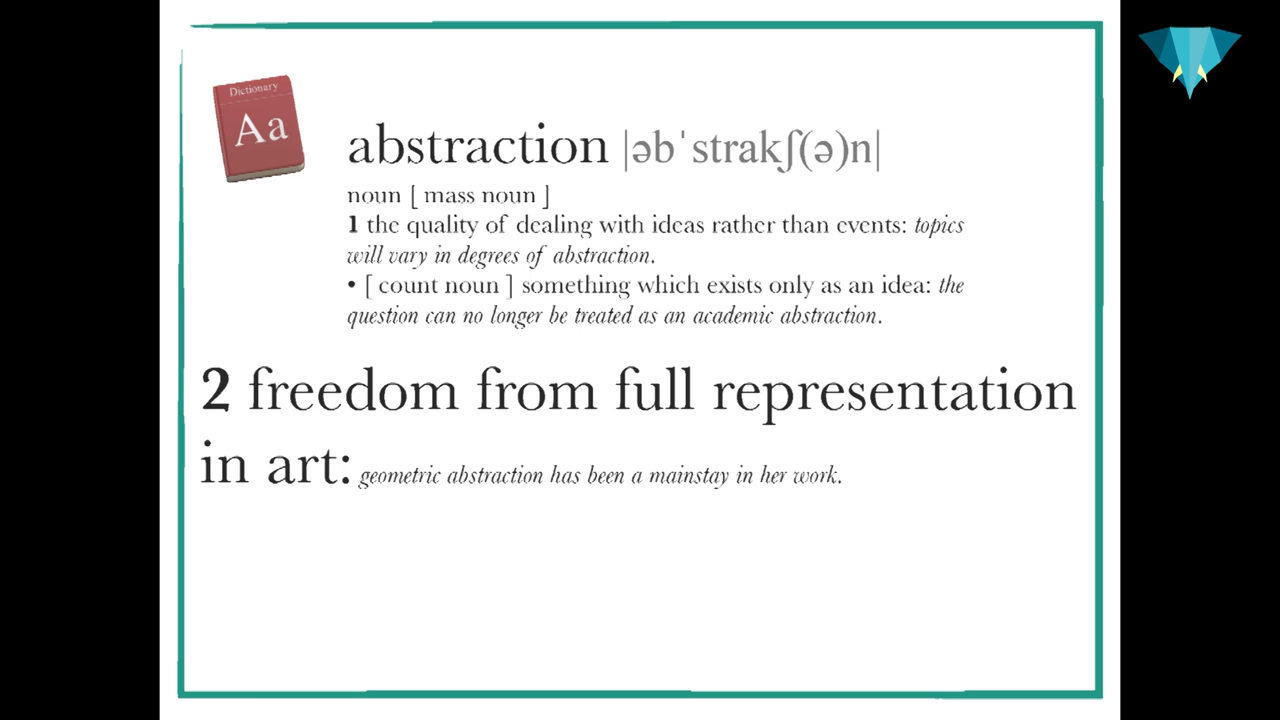 Dictionary
Aa
abstraction |əbˈstrakʃ(ə)n|
noun [ mass noun ]
1 the quality of dealing with ideas rather than events: topics
will vary in degrees of abstraction.
• [ count noun ] something which exists only as an idea: the
question can no longer be treated as an academic abstraction.
2 freedom from full representation
in art: geometric abstraction has been a mainstay in her work.